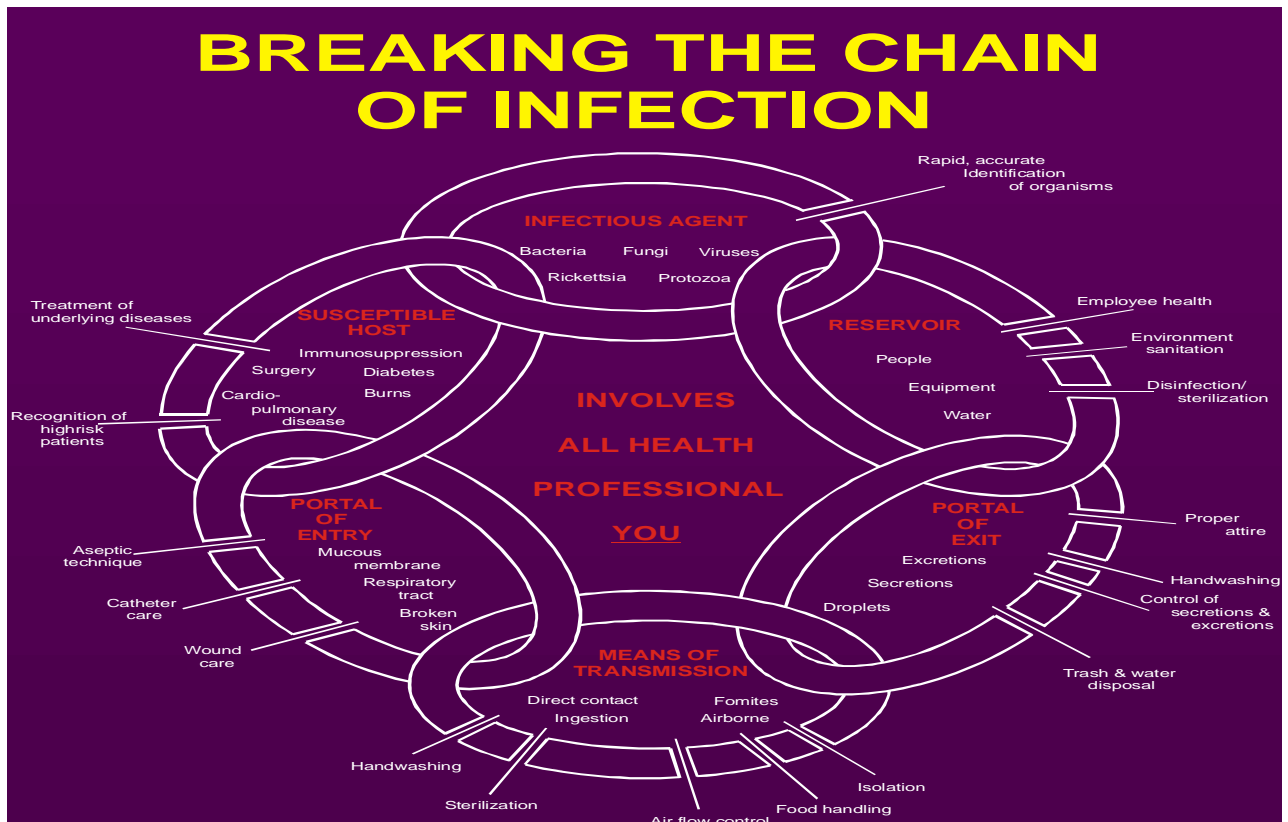 BREAKING THE CHAIN
OF INFECTION
Rapid, accurate
Identification
of organisms
INFECTIOUS AGENT
Bacteria Fungi Viruses
Rickettsia Protozoa
Treatment of
underlying diseases
SUSCEPTIBLE
HOST
Immunosuppression
Surgery Diabetes
Cardio- Burns
pulmonary
disease
Recognition of
highrisk
patients
RESERVOIR
People
Equipment
Water
Employee health
Environment
sanitation
Disinfection/
sterilization
INVOLVES
ALL HEALTH
PROFESSIONAL
YOU
PORTAL
OF
ENTRY
Mucous
membrane
Respiratory
tract
Broken
skin
Aseptic
technique
Catheter
care
Wound
care
PORTAL
OF
EXIT
Excretions
Secretions
Droplets
Proper
attire
Handwashing
Control of
secretions &
excretions
Trash & water
disposal
MEANS OF
TRANSMISSION
Direct contact Fomites
Ingestion Airborne
Handwashing
Sterilization
Air flow control
Food handling
Isolation